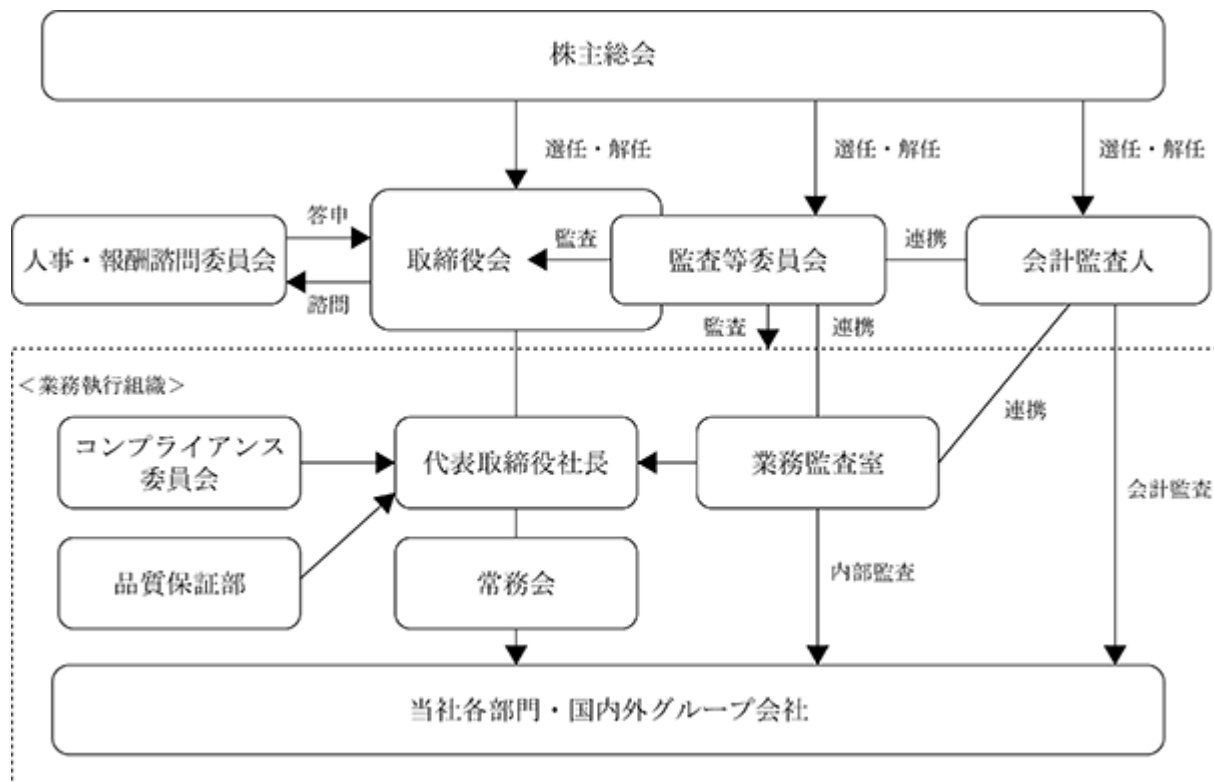 株主総会
選任・解任
選任・解任
選任・解任
人事・報酬諮問委員会
答申
諮問
取締役会
監査
監査等委員会
連携
会計監査人
監査
連携
＜業務執行組織＞
連携
コンプライアンス
委員会
代表取締役社長
業務監査室
会計監査
品質保証部
常務会
内部監査
当社各部門・国内外グループ会社